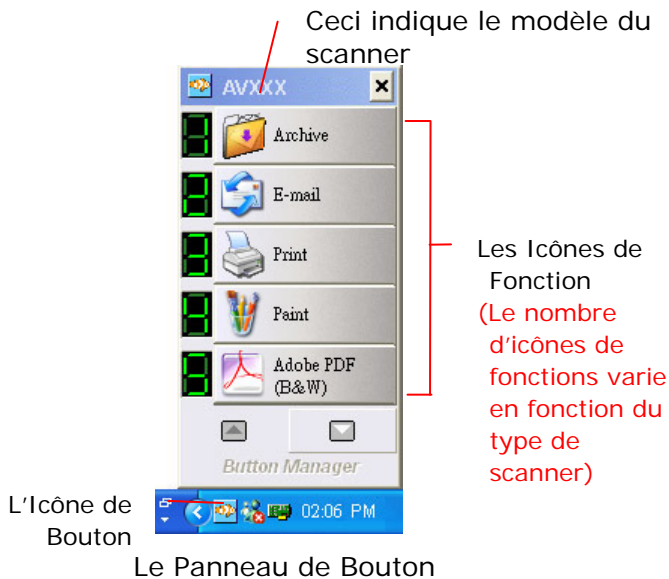 Ceci indique le modèle du
scanner
AVXXX
Archive
E-mail
Print
Paint
Adobe PDF
(B&W)
Button Manager
Les Icônes de
Fonction
(Le nombre
d'icônes de
fonctions varie
en fonction du
type de
scanner)
L'Icône de
Bouton
02:06 PM
Le Panneau de Bouton